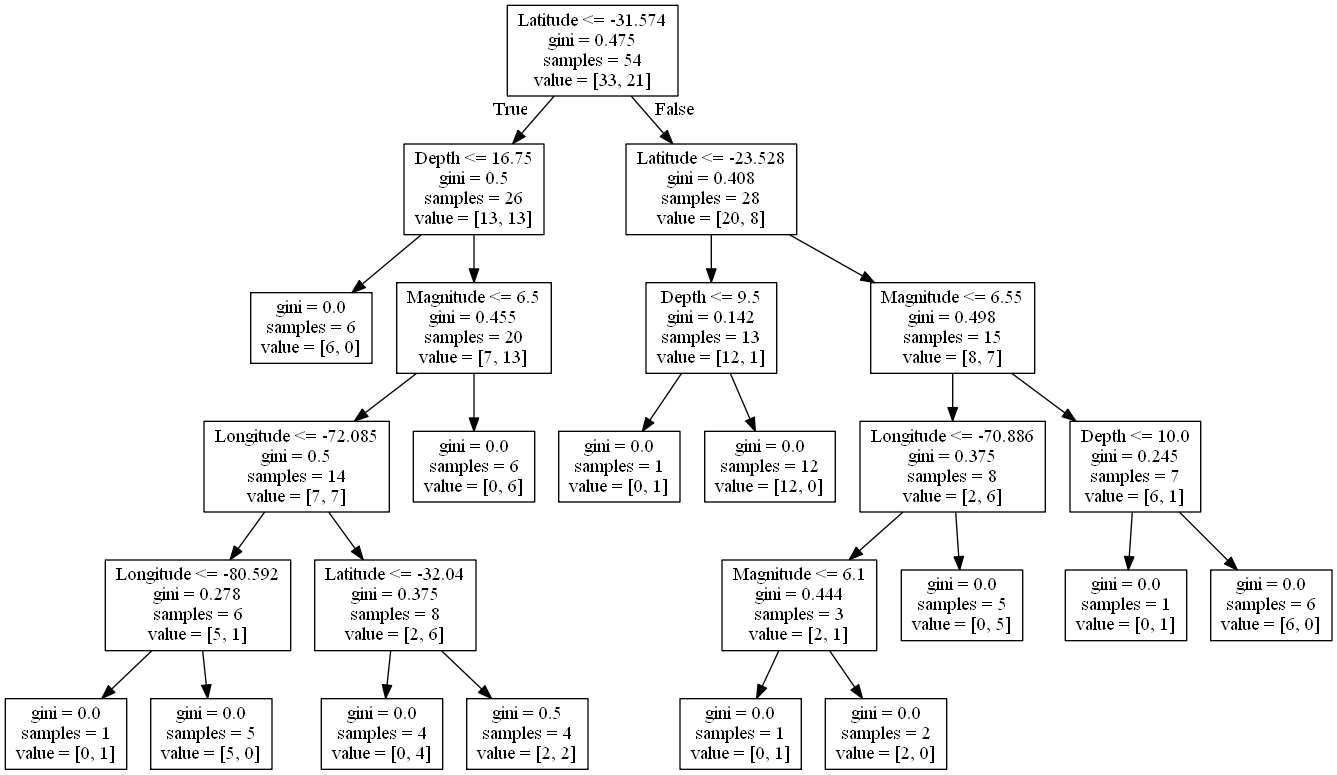 Latitude <= -31.574
gini = 0.475
samples = 54
value = [33, 21]
True
False
Depth <= 16.75
gini = 0.5
samples = 26
value = [13, 13]
Latitude <= -23.528
gini = 0.408
samples = 28
value = [20, 8]
gini = 0.0
samples = 6
value = [6, 0]
Magnitude <= 6.5
gini = 0.455
samples = 20
value = [7, 13]
Depth <= 9.5
gini = 0.142
samples = 13
value = [12, 1]
Magnitude <= 6.55
gini = 0.498
samples = 15
value = [8, 7]
Longitude <= -72.085
gini = 0.5
samples = 14
value = [7, 7]
gini = 0.0
samples = 6
value = [0, 6]
gini = 0.0
samples = 1
value = [0, 1]
gini = 0.0
samples = 12
value = [12, 0]
Longitude <= -70.886
gini = 0.375
samples = 8
value = [2, 6]
Depth <= 10.0
gini = 0.245
samples = 7
value = [6, 1]
Longitude <= -80.592
gini = 0.278
samples = 6
value = [5, 1]
Latitude <= -32.04
gini = 0.375
samples = 8
value = [2, 6]
Magnitude <= 6.1
gini = 0.444
samples = 3
value = [2, 1]
gini = 0.0
samples = 5
value = [0, 5]
gini = 0.0
samples = 1
value = [0, 1]
gini = 0.0
samples = 6
value = [6, 0]
gini = 0.0
samples = 1
value = [0, 1]
gini = 0.0
samples = 5
value = [5, 0]
gini = 0.0
samples = 4
value = [0, 4]
gini = 0.5
samples = 4
value = [2, 2]
gini = 0.0
samples = 1
value = [0, 1]
gini = 0.0
samples = 2
value = [2, 0]